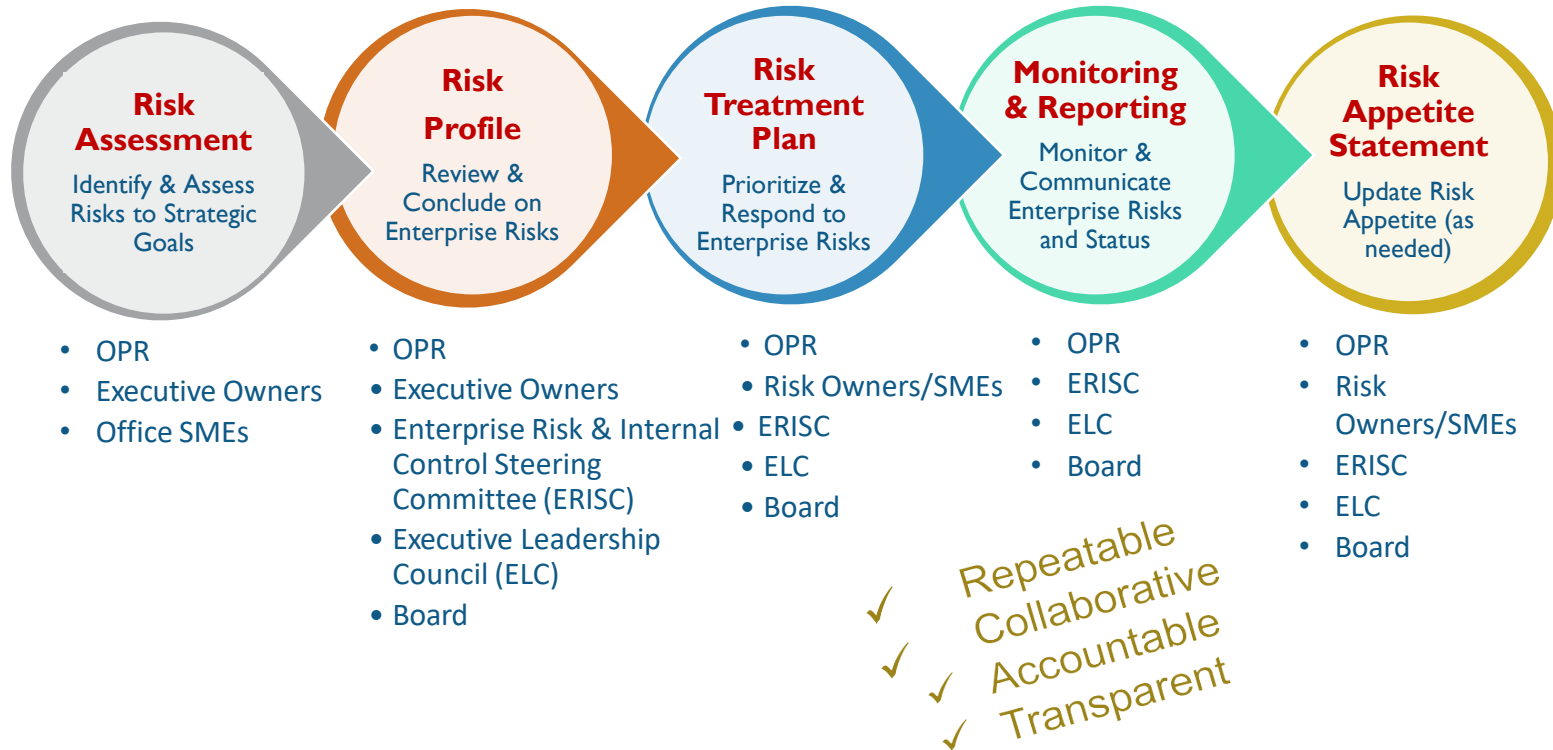 Risk
Assessment
Identify & Assess
Risks to Strategic
Goals
Risk
Profile
Review &
Conclude on
Enterprise Risks
Risk
Treatment
Plan
Prioritize &
Respond to
Enterprise Risks
Monitoring
& Reporting
Monitor &
Communicate
Enterprise Risks
and Status
Risk
Appetite
Statement
Update Risk
Appetite (as
needed)
• OPR
• Executive Owners
• Office SMEs
• OPR
• Executive Owners
• Enterprise Risk & Internal
Control Steering
Committee (ERISC)
• Executive Leadership
Council (ELC)
• Board
• OPR
• Risk Owners/SMEs
• ERISC
• ELC
• Board
• OPR
• ERISC
• ELC
• Board
• OPR
• Risk
Owners/SMEs
• ERISC
• ELC
• Board
✓ Repeatable
✓ Collaborative
✓ Accountable
✓ Transparent